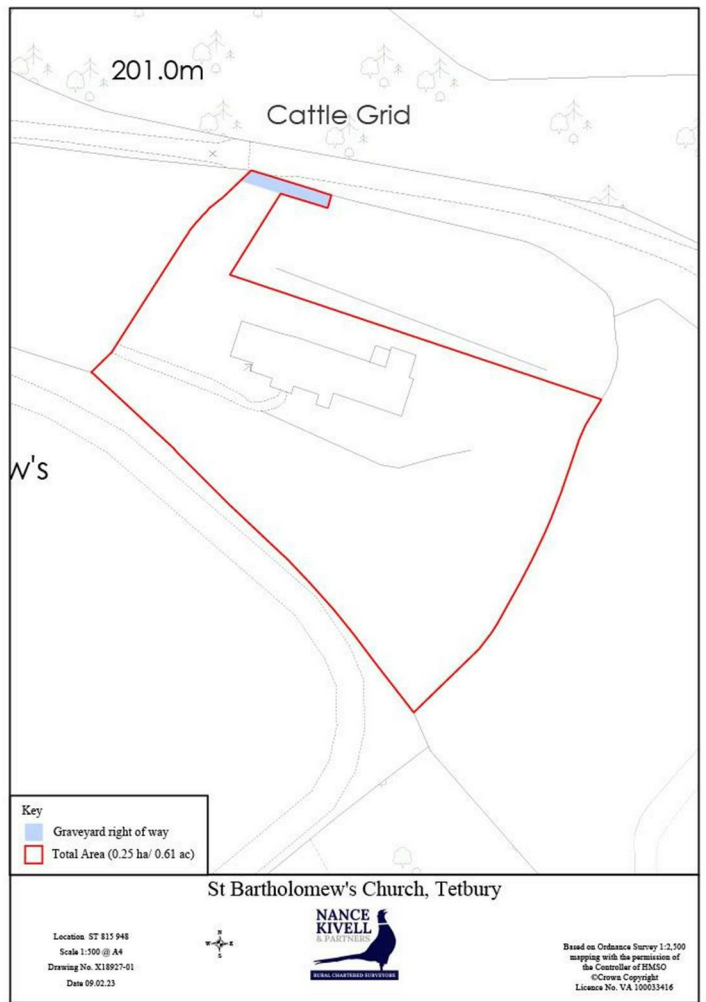 201.0m
Cattle Grid
w's
Key
Graveyard right of way
Total Area (0.25 ha/ 0.61 ac)
St Bartholomew's Church, Tetbury
Location ST 815 948
Scale 1:500 @ A4
Drawing No. X18927-01
Date 09.02.23
N
W E
S
NANCE
KIVELL
& PARTNERS
RURAL CHARTERED SURVEYORS
Based on Ordnance Survey 1:2,500
mapping with the permission of
the Controller of HMSO
©Crown Copyright
Licence No. VA 100033416